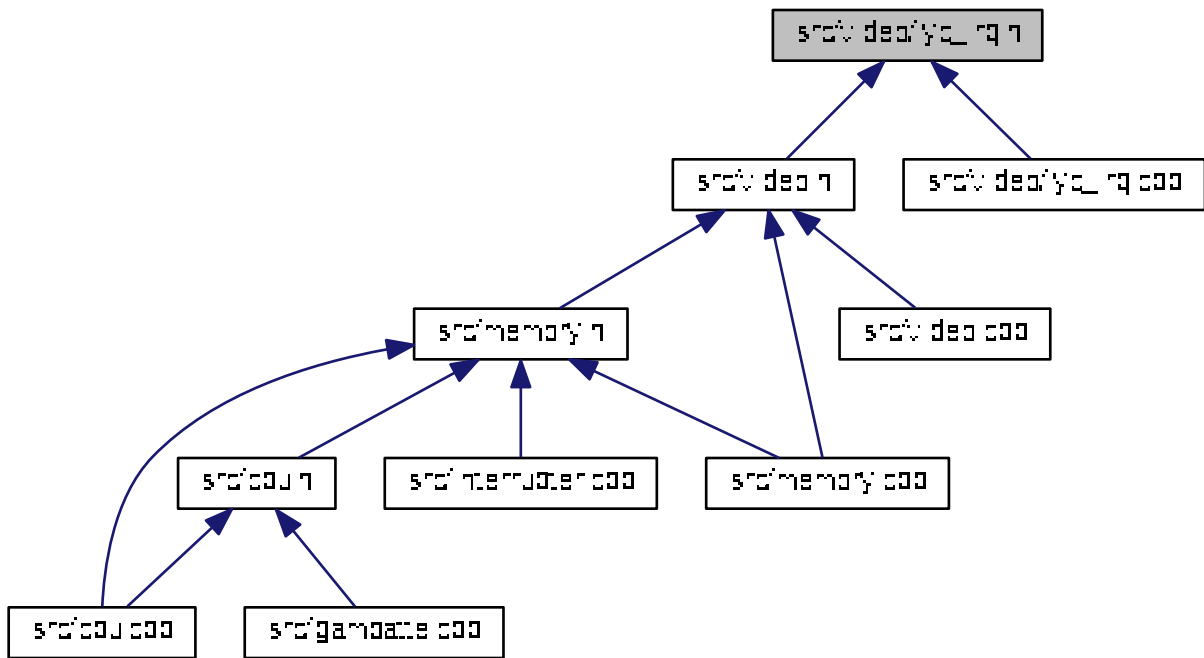 src/video/lyc_irq.h
src/video.h
src/video/lyc_irq.cpp
src/memory.h
src/video.cpp
src/cpu.h
src/interrupter.cpp
src/memory.cpp
src/cpu.cpp
src/gambatte.cpp